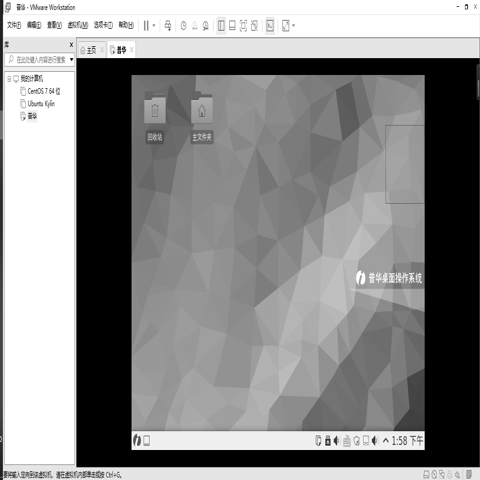 普华 - VMware Workstation
文件(F) 编辑(E) 查看(V) 虚拟机(M) 选项卡(T) 帮助(H)
库
在此处键入内容进行搜索
我的计算机
CentOS 7 64 位
Ubuntu Kylin
普华
主页
普华
回收站
主文件夹
普华桌面操作系统
1:58 下午
要将输入定向到该虚拟机，请在虚拟机内部单击或按 Ctrl+G。